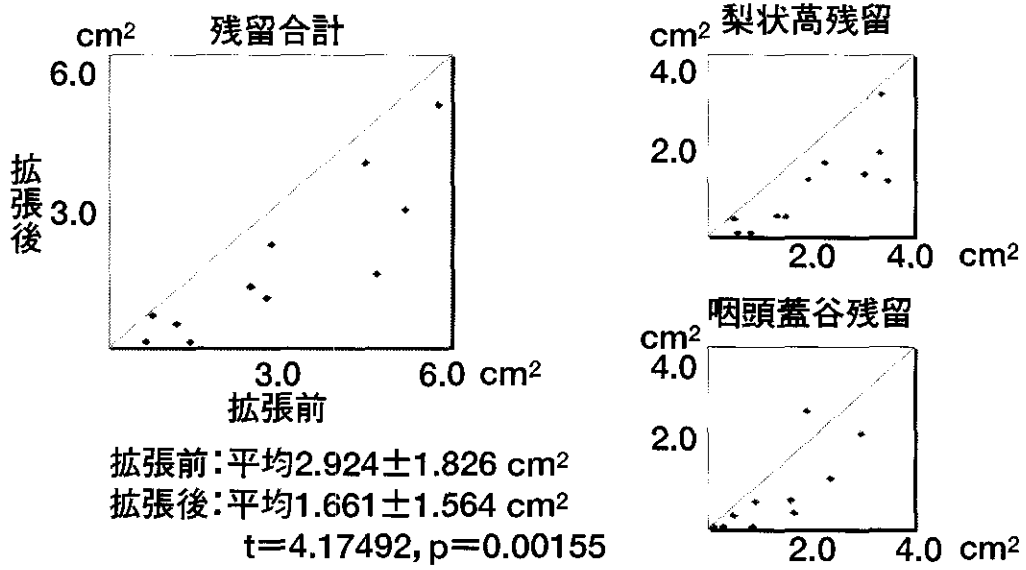 残留合計
cm²
6.0
3.0
拡張後
3.0
6.0 cm²
拡張前
拡張前:平均2.924±1.826 cm²
拡張後:平均1.661±1.564 cm²
t=4.17492, p=0.00155
梨状萵残留
cm²
4.0
2.0
2.0
4.0 cm²
咽頭蓋谷残留
cm²
4.0
2.0
2.0
4.0 cm²